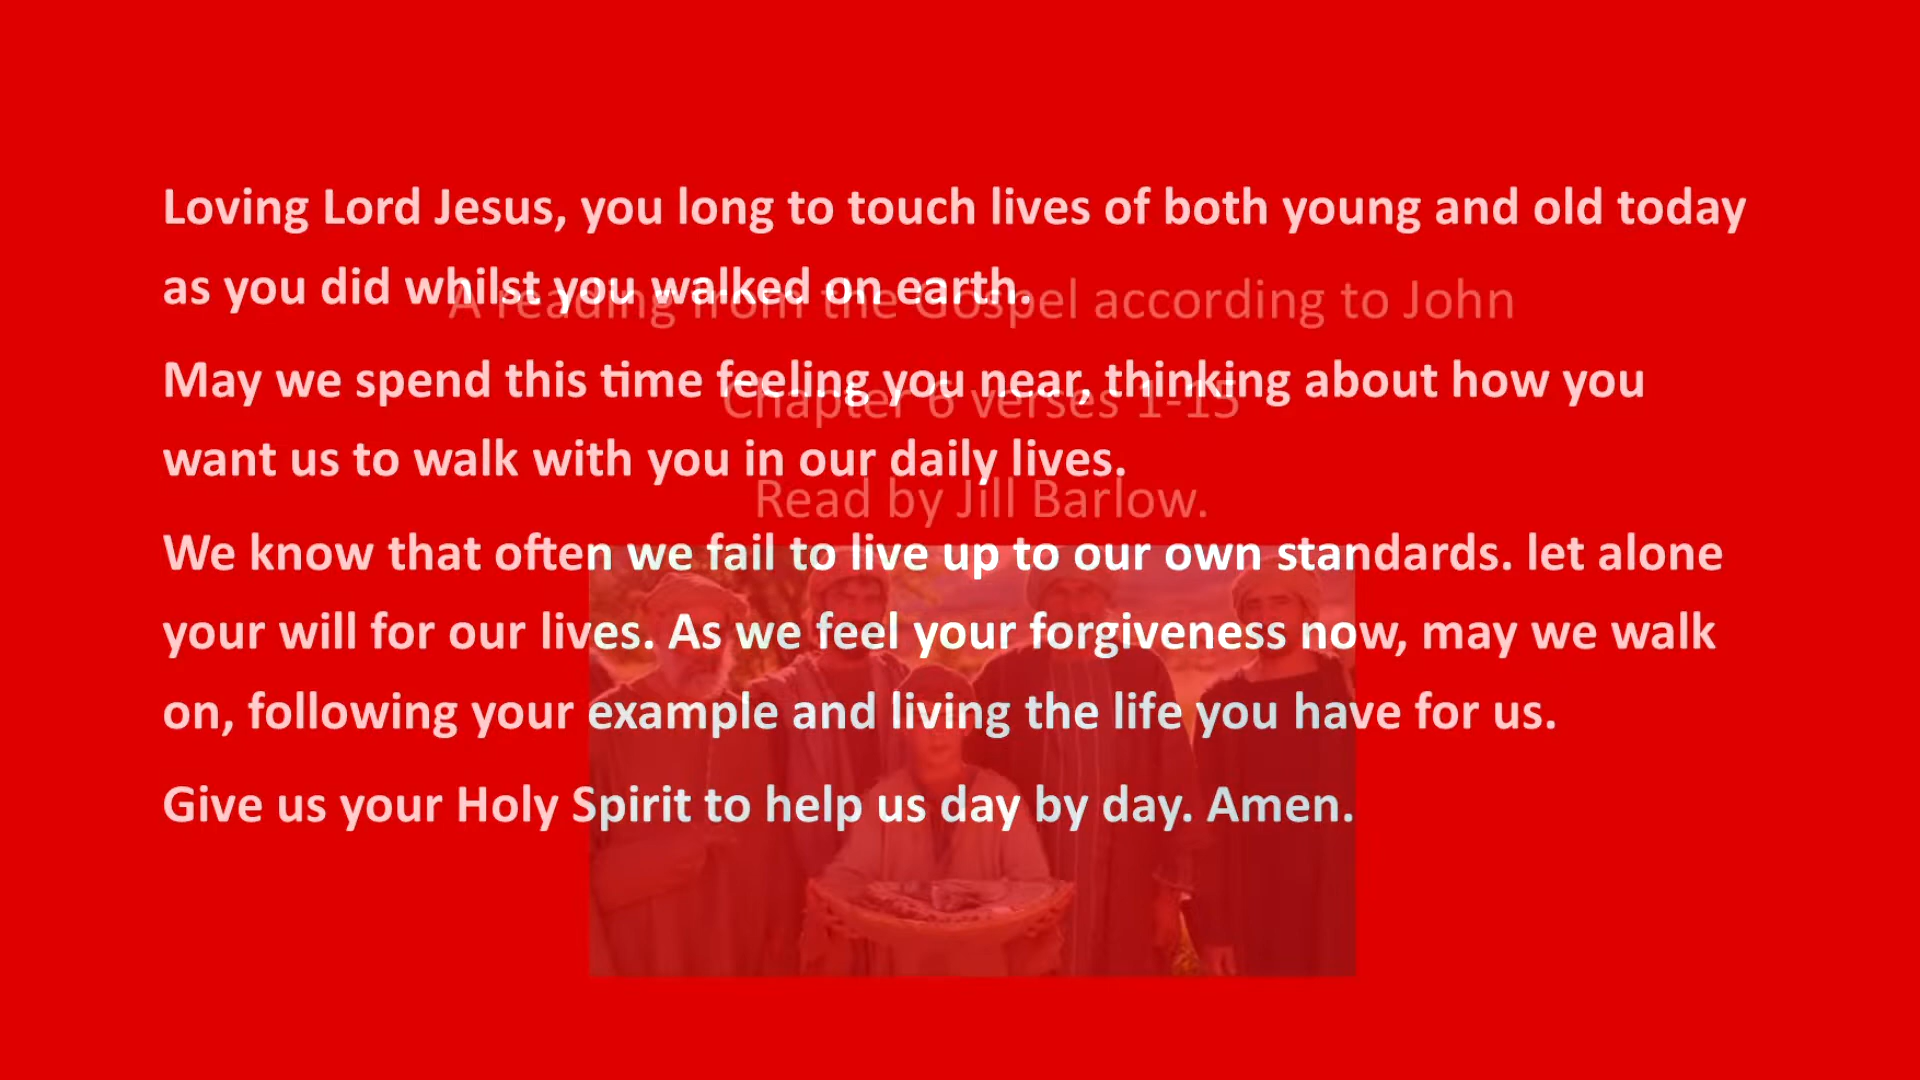 Loving Lord Jesus, you long to touch lives of both young and old today
as you did whilst you walked on earth.
A reading from the Gospel according to John
May we spend this time feeling you near, thinking about how you
Chapter 6 verses 1-15
want us to walk with you in our daily lives.
Read by Jill Barlow.
We know that often we fail to live up to our own standards. let alone
your will for our lives. As we feel your forgiveness now, may we walk
on, following your example and living the life you have for us.
Give us your Holy Spirit to help us day by day. Amen.